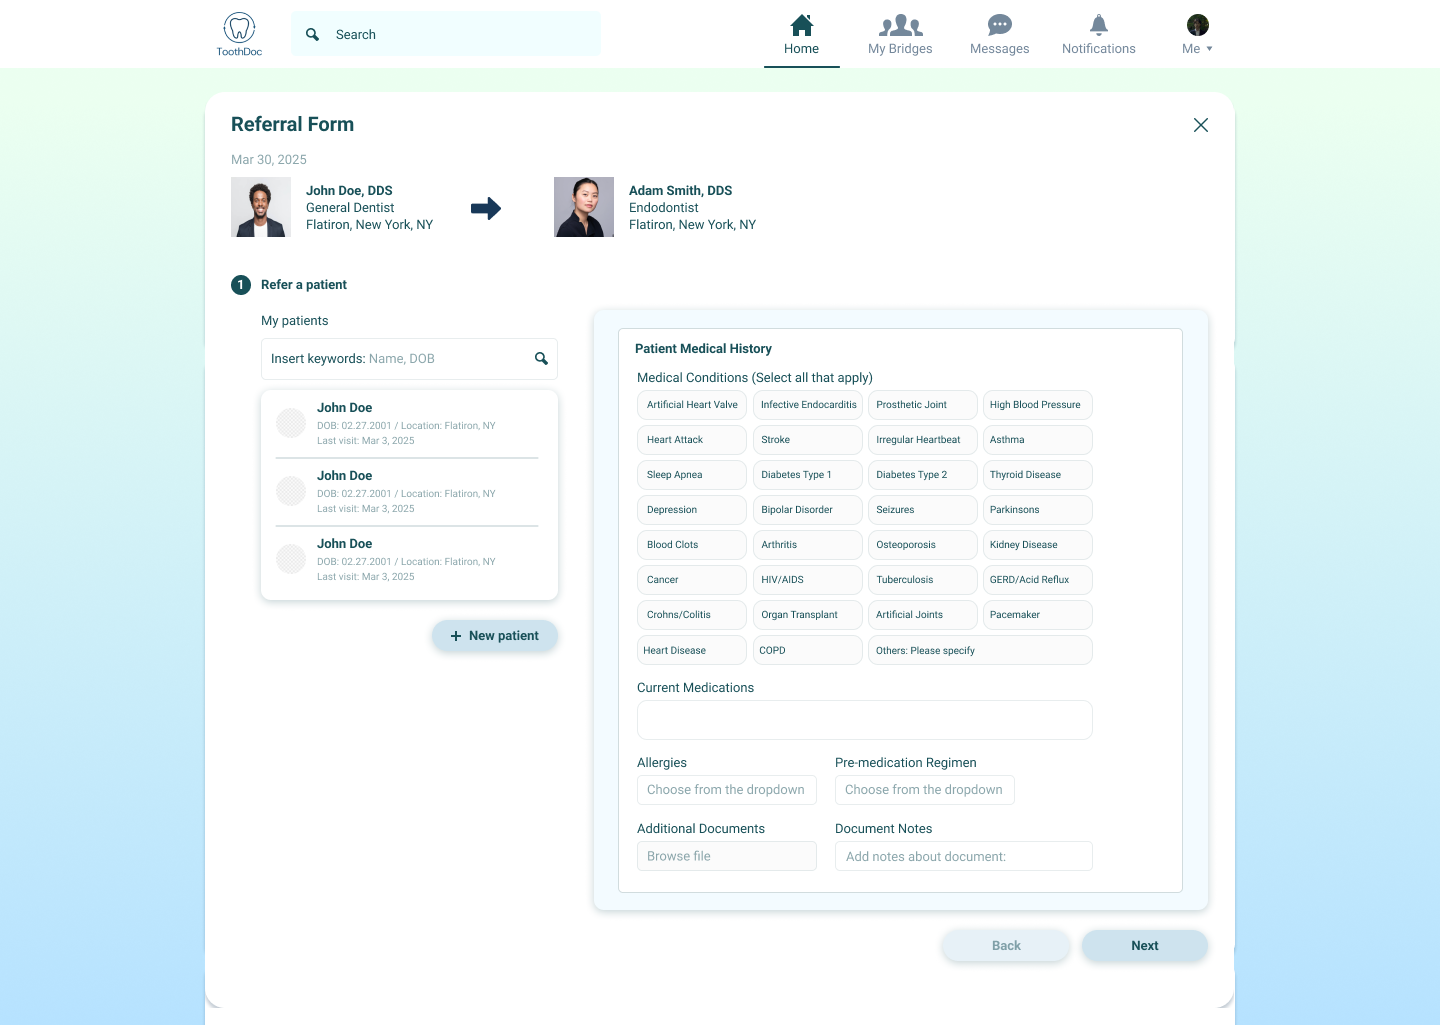 ToothDoc
Search
Home
My Bridges
Messages
Notifications
Me
Referral Form
Mar 30, 2025
John Doe, DDS
General Dentist
Flatiron, New York, NY
Adam Smith, DDS
Endodontist
Flatiron, New York, NY
1 Refer a patient
My patients
Insert keywords: Name, DOB
John Doe
DOB: 02.27.2001 / Location: Flatiron, NY
Last visit: Mar 3, 2025
John Doe
DOB: 02.27.2001 / Location: Flatiron, NY
Last visit: Mar 3, 2025
John Doe
DOB: 02.27.2001 / Location: Flatiron, NY
Last visit: Mar 3, 2025
+ New patient
Patient Medical History
Medical Conditions (Select all that apply)
Artificial Heart Valve
Infective Endocarditis
Prosthetic Joint
High Blood Pressure
Heart Attack
Stroke
Irregular Heartbeat
Asthma
Sleep Apnea
Diabetes Type 1
Diabetes Type 2
Thyroid Disease
Depression
Bipolar Disorder
Seizures
Parkinsons
Blood Clots
Arthritis
Osteoporosis
Kidney Disease
Cancer
HIV/AIDS
Tuberculosis
GERD/Acid Reflux
Crohns/Colitis
Organ Transplant
Artificial Joints
Pacemaker
Heart Disease
COPD
Others: Please specify
Current Medications
Allergies
Choose from the dropdown
Pre-medication Regimen
Choose from the dropdown
Additional Documents
Browse file
Document Notes
Add notes about document:
Back
Next